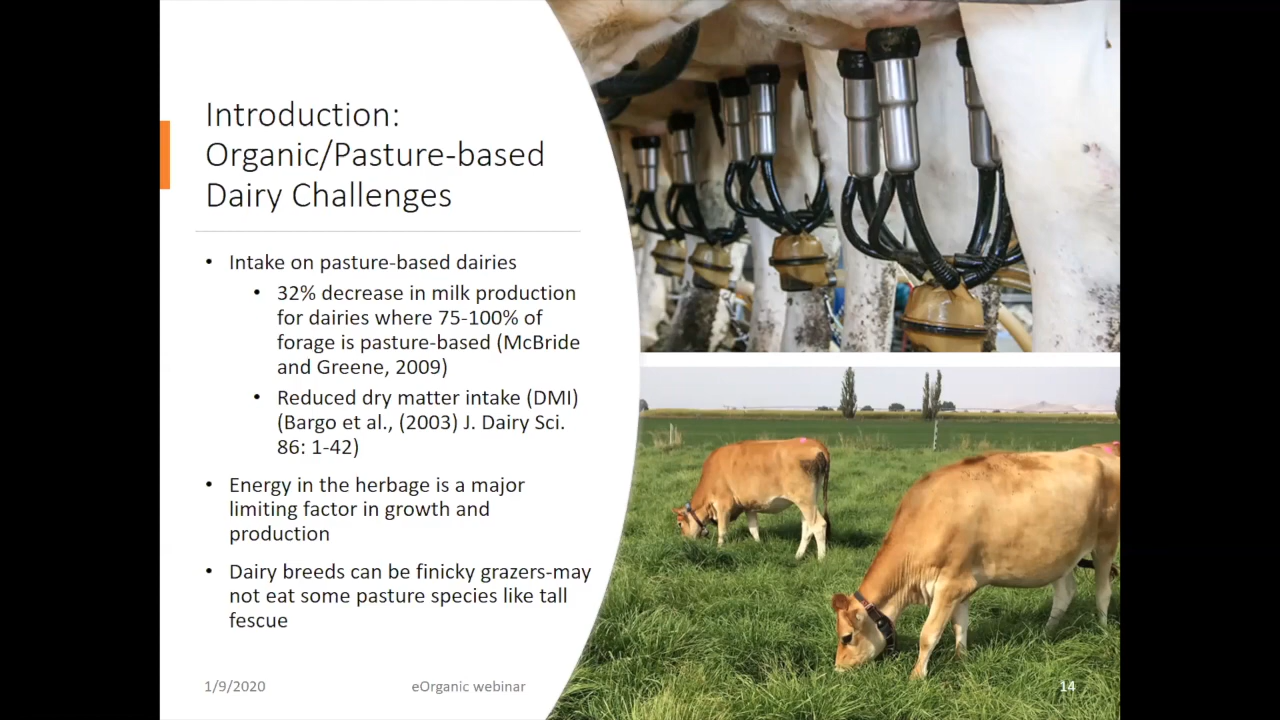 Introduction:
Organic/Pasture-based
Dairy Challenges
• Intake on pasture-based dairies
• 32% decrease in milk production
for dairies where 75-100% of
forage is pasture-based (McBride
and Greene, 2009)
• Reduced dry matter intake (DMI)
(Bargo et al., (2003) J. Dairy Sci.
86: 1-42)
• Energy in the herbage is a major
limiting factor in growth and
production
• Dairy breeds can be finicky grazers-may
not eat some pasture species like tall
fescue
1/9/2020 eOrganic webinar 14